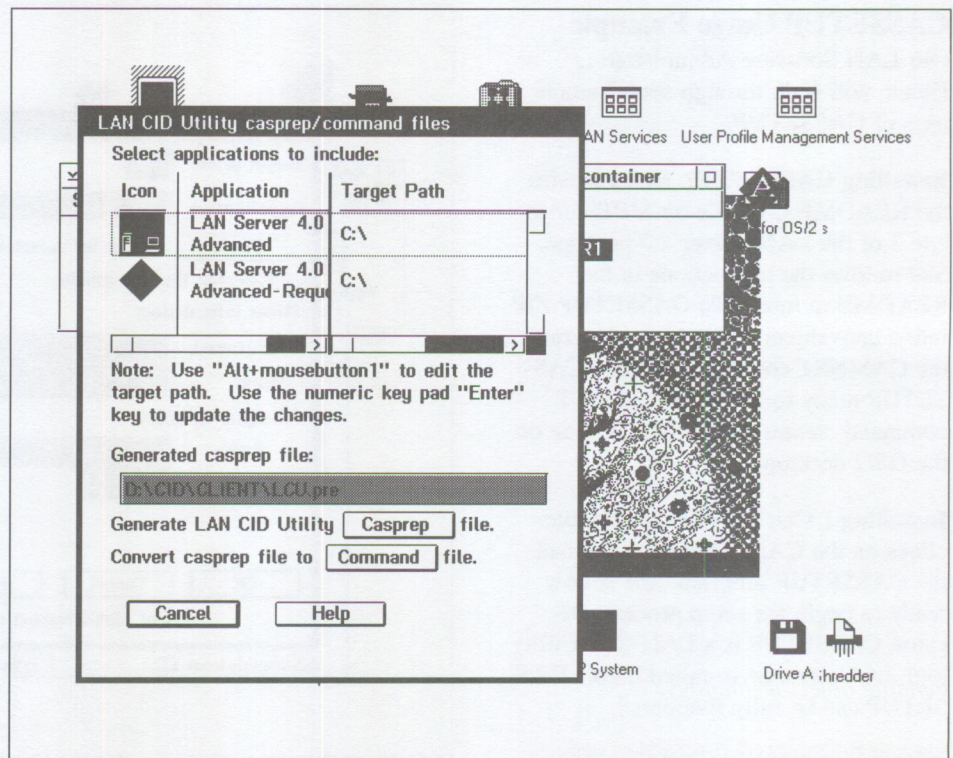 LAN CID Utility casprep/command files
Select applications to include:
Icon Application Target Path
LAN Server 4.0 Advanced C:\
LAN Server 4.0 Advanced-Reque C:\
Note: Use "Alt+mousebutton1" to edit the
target path. Use the numeric key pad "Enter"
key to update the changes.
Generated casprep file:
D:\CID\CLIENT\LCU.pre
Generate LAN CID Utility Casprep file.
Convert casprep file to Command file.
Cancel Help
AN Services User Profile Management Services
container
for OS/2 s
R1
2 System
Drive A hredder